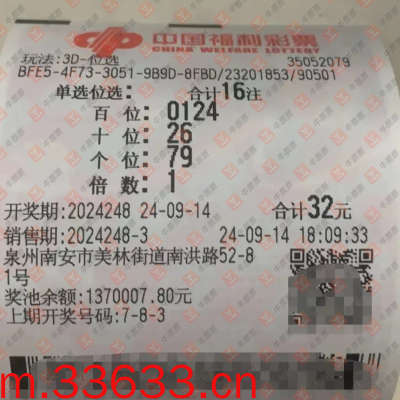 中国福利彩票
CHINA WELFARE LOTTERY
玩法:3D-位选 35052079
BFE5-4F73-3051-9B9D-8FBD/23201853/90501
单选位选: 合计16注
百 位: 0124
十 位: 26
个 位: 79
倍 数: 1
开奖期:2024248 24-09-14 合计32元
销售期:2024248-3 24-09-14 18:09:33
泉州南安市美林街道南洪路52-8
1号
奖池余额:1370007.80元
上期开奖号码:7-8-3
m.33633.cn